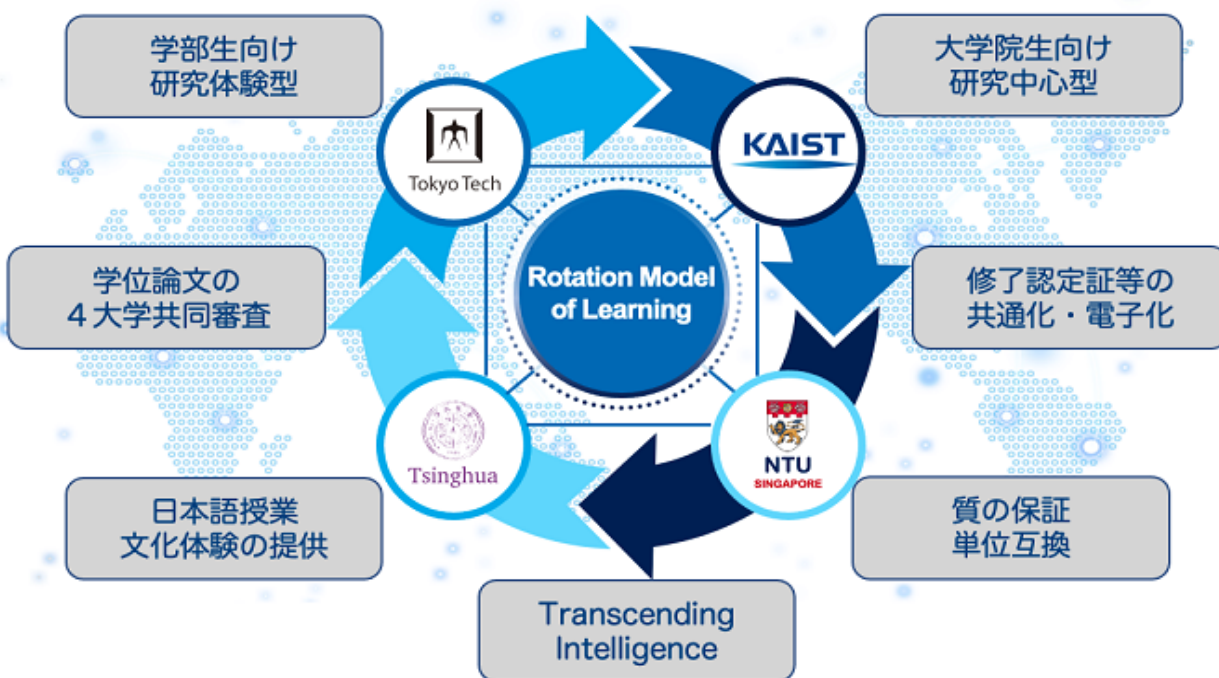 学部生向け
研究体験型
大学院生向け
研究中心型
Tokyo Tech
KAIST
学位論文の
４大学共同審査
Rotation Model
of Learning
修了認定証等の
共通化・電子化
Tsinghua
NTU
SINGAPORE
日本語授業
文化体験の提供
質の保証
単位互換
Transcending
Intelligence